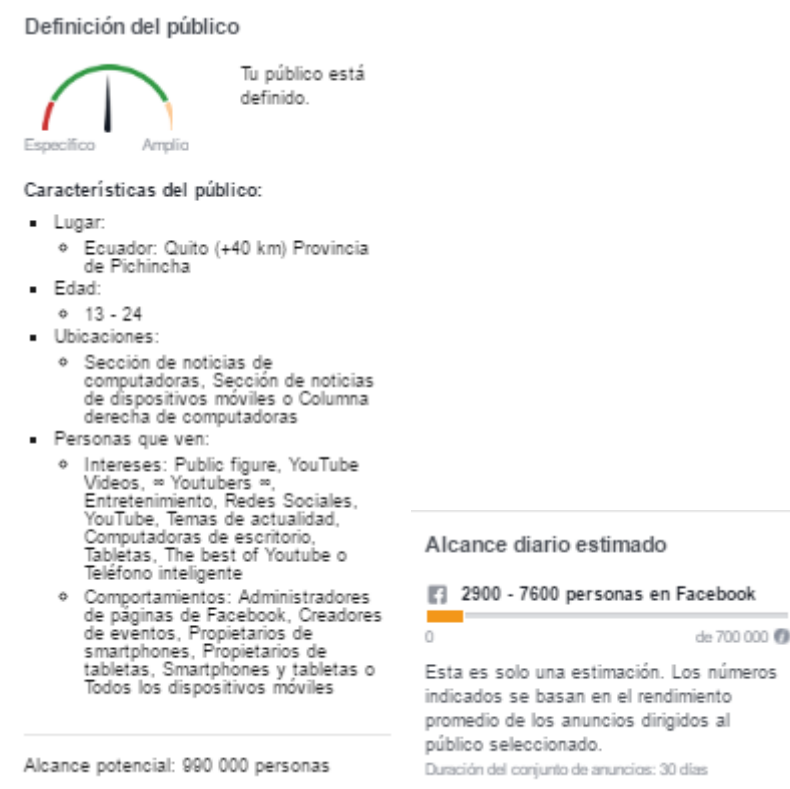 Definición del público
Tu público está
definido.
Específico
Amplio
Características del público:
Lugar:
Ecuador: Quito (+40 km) Provincia
de Pichincha
Edad:
13 - 24
Ubicaciones:
Sección de noticias de
computadoras, Sección de noticias
de dispositivos móviles o Columna
derecha de computadoras
Personas que ven:
Intereses: Public figure, YouTube
Videos, ∞ Youtubers ∞,
Entretenimiento, Redes Sociales,
YouTube, Temas de actualidad,
Computadoras de escritorio,
Tabletas, The best of Youtube o
Teléfono inteligente
Comportamientos: Administradores
de páginas de Facebook, Creadores
de eventos, Propietarios de
smartphones, Propietarios de
tabletas, Smartphones y tabletas o
Todos los dispositivos móviles
Alcance potencial: 990 000 personas
Alcance diario estimado
2900 - 7600 personas en Facebook
0
de 700 000
Esta es solo una estimación. Los números
indicados se basan en el rendimiento
promedio de los anuncios dirigidos al
público seleccionado.
Duración del conjunto de anuncios: 30 días